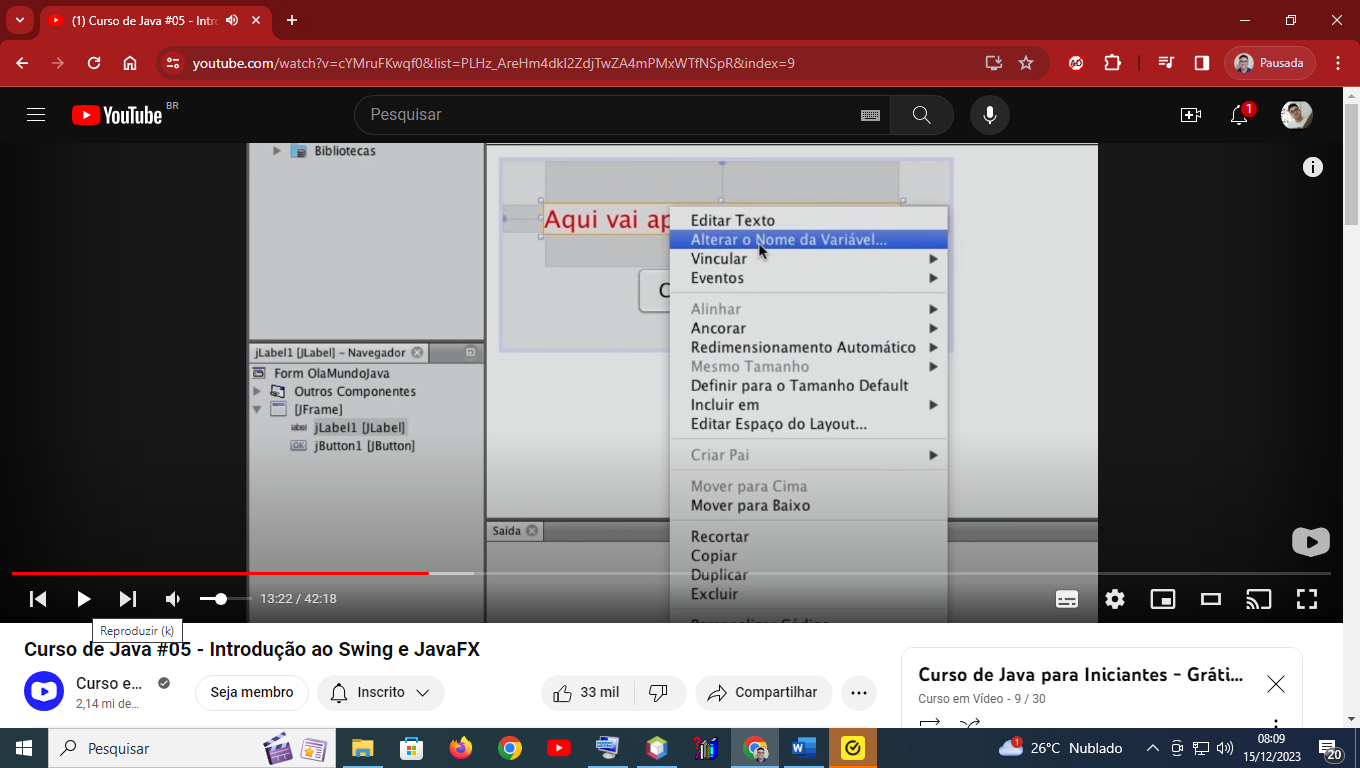 (1) Curso de Java #05 - Intro
youtube.com/watch?v=cYMruFKwqf0&list=PLHz_AreHm4dkI2ZdjTwZA4mPMxWTfNSpR&index=9
Pausada
YouTube BR
Pesquisar
1
Bibliotecas
Aqui vai ap
Editar Texto
Alterar o Nome da Variável...
Vincular
Eventos
Alinhar
Ancorar
Redimensionamento Automático
Mesmo Tamanho
Definir para o Tamanho Default
Incluir em
Editar Espaço do Layout...
Criar Pai
Mover para Cima
Mover para Baixo
Recortar
Copiar
Duplicar
Excluir
C
jLabel1 [JLabel] - Navegador
Form OlaMundoJava
Outros Componentes
[JFrame]
label jLabel1 [JLabel]
OK jButton1 [JButton]
Saída
13:22 / 42:18
Reproduzir (k)
Curso de Java #05 - Introdução ao Swing e JavaFX
Curso e...
2,14 mi de...
Seja membro
Inscrito
33 mil
Compartilhar
Curso de Java para Iniciantes - Gráti...
Curso em Vídeo - 9 / 30
Pesquisar
1
26°C Nublado
08:09
15/12/2023
20